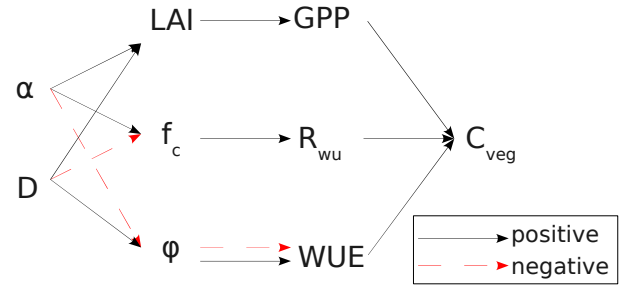 LAI GPP
α
f_c R_wu C_veg
D
φ WUE
positive
negative